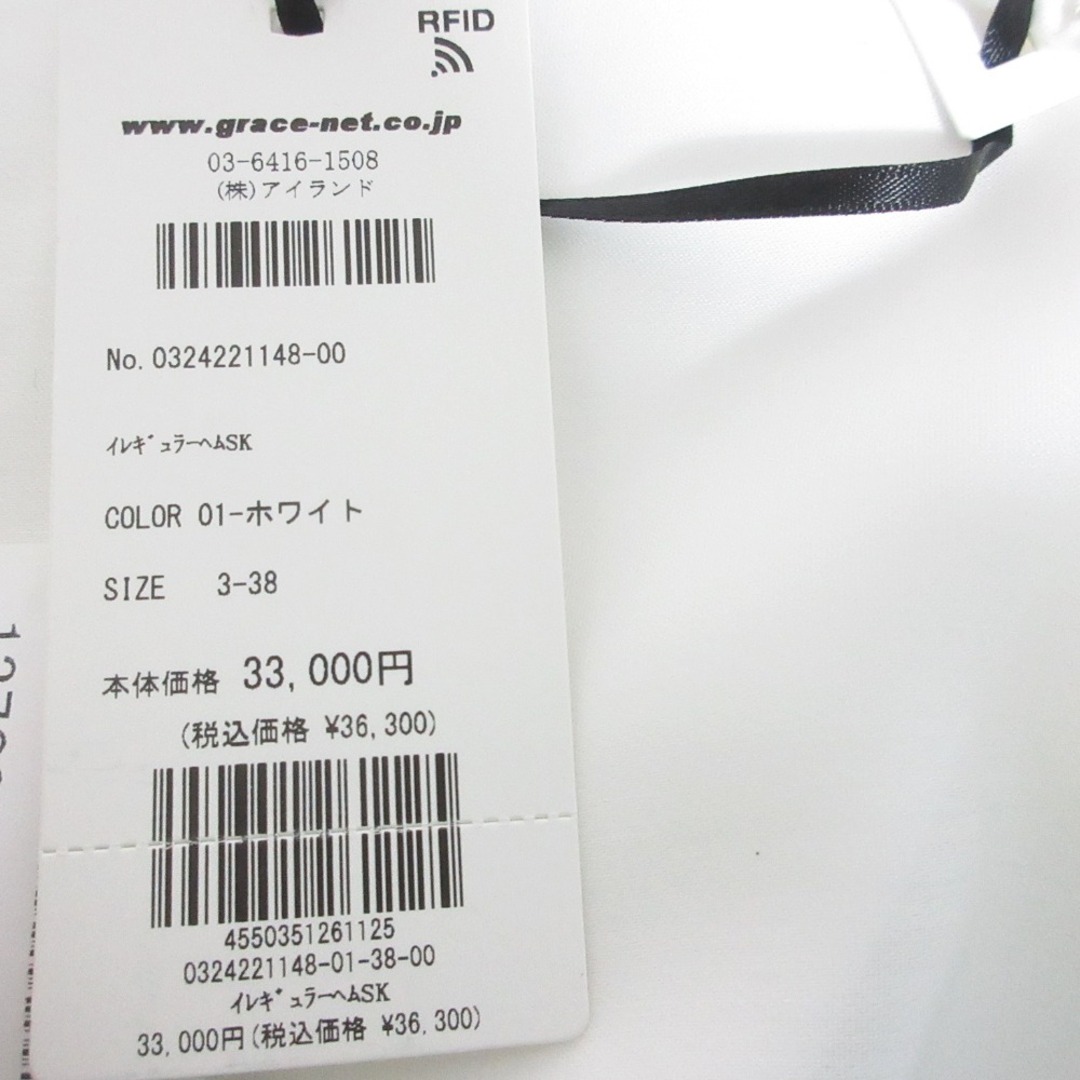 RFID
www.grace-net.co.jp
03-6416-1508
(株)アイランド
No. 0324221148-00
ｲﾚｷﾞｭﾗｰﾍﾑSK
COLOR 01-ホワイト
SIZE 3-38
本体価格 33,000円
(税込価格 ¥36,300)
4550351261125
0324221148-01-38-00
ｲﾚｷﾞｭﾗｰﾍﾑSK
33,000円(税込価格 ¥36,300)